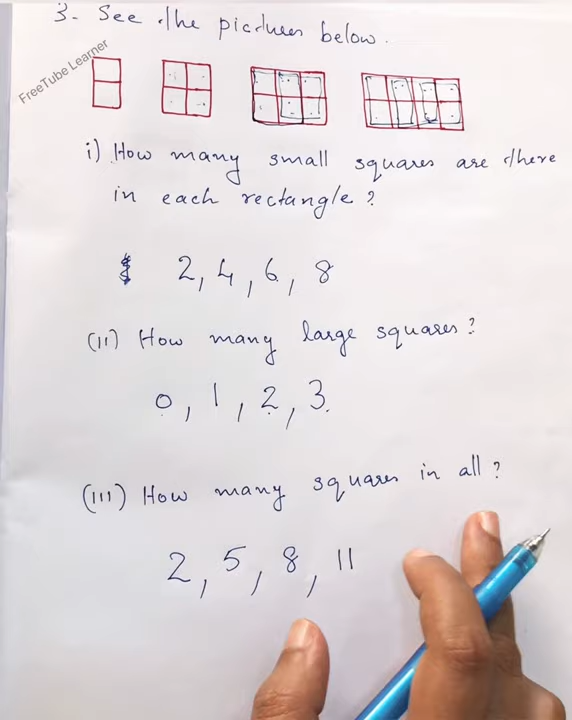 3. See the pictures below.
FreeTube Learner
i) How many small squares are there
in each rectangle?
2, 4, 6, 8
(ii) How many large squares?
0, 1, 2, 3.
(iii) How many squares in all?
2, 5, 8, 11